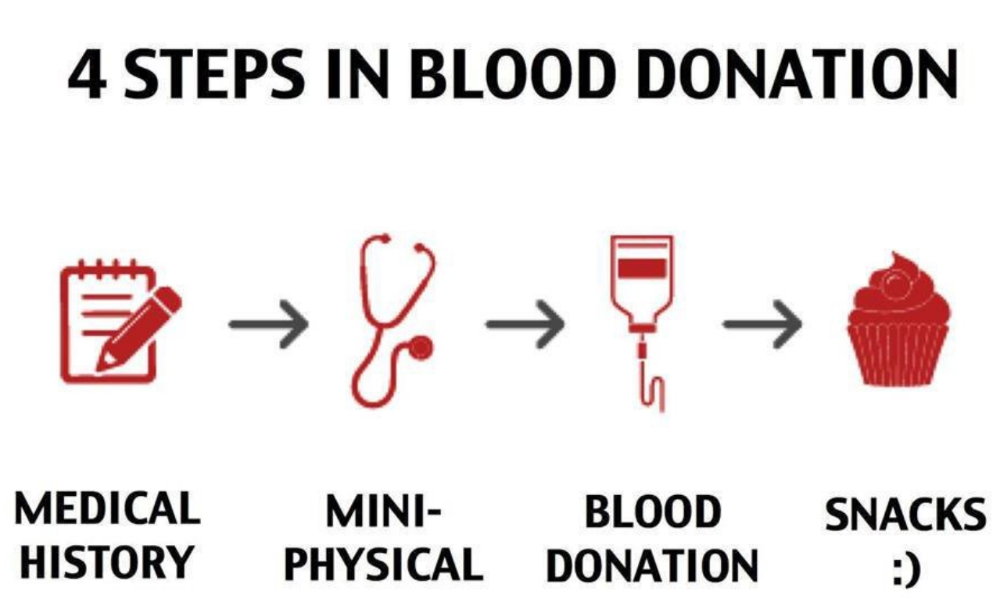 4 STEPS IN BLOOD DONATION
MEDICAL
HISTORY
MINI-
PHYSICAL
BLOOD
DONATION
SNACKS
:)